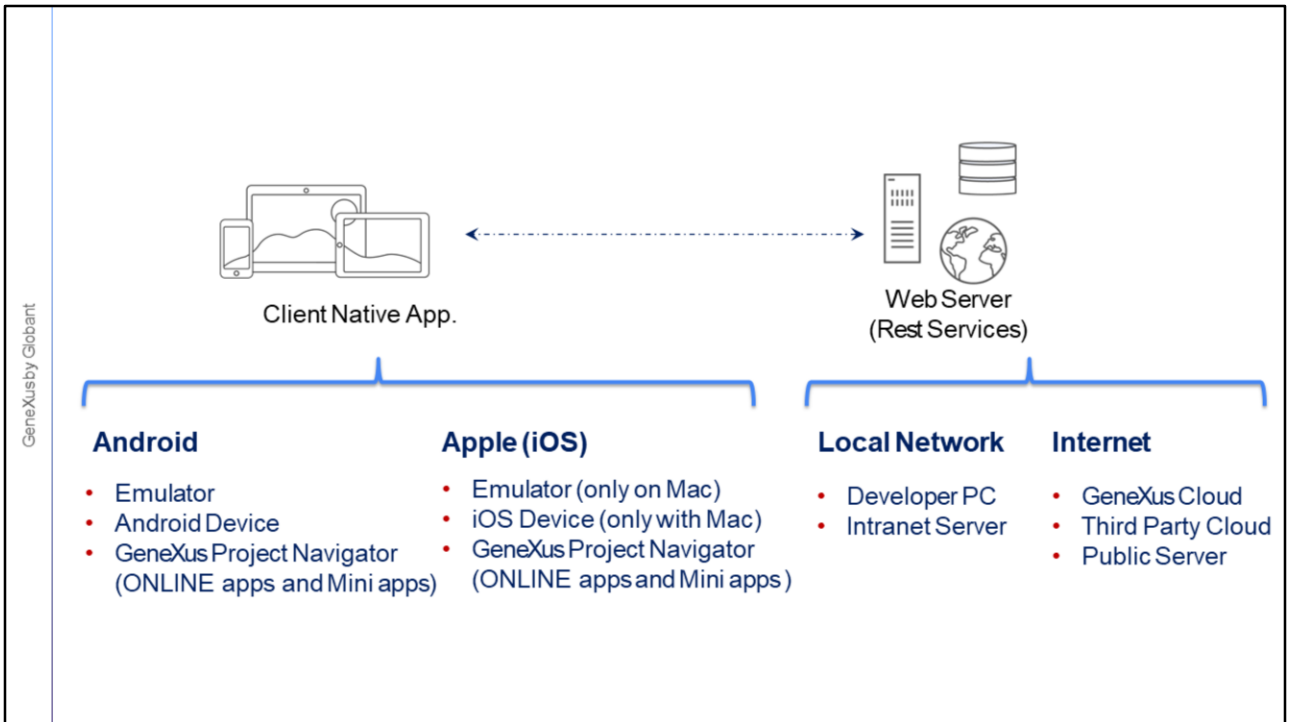 GeneXus by Globant
Client Native App.
Web Server
(Rest Services)
Android
• Emulator
• Android Device
• GeneXus Project Navigator
(ONLINE apps and Mini apps)
Apple (iOS)
• Emulator (only on Mac)
• iOS Device (only with Mac)
• GeneXus Project Navigator
(ONLINE apps and Mini apps )
Local Network
• Developer PC
• Intranet Server
Internet
• GeneXus Cloud
• Third Party Cloud
• Public Server